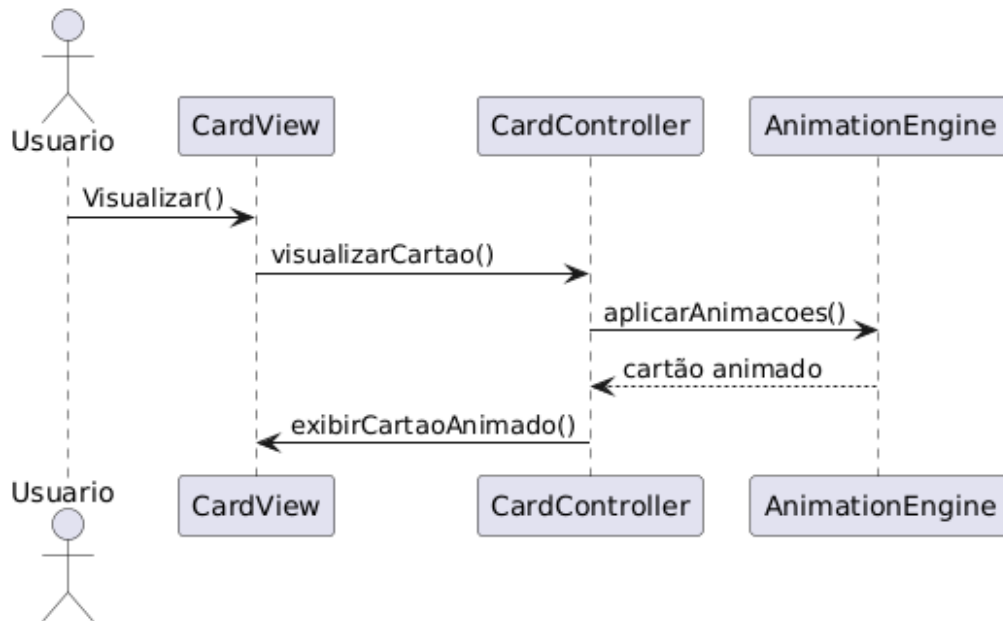 Usuario
CardView
CardController
AnimationEngine
Visualizar()
visualizarCartao()
aplicarAnimacoes()
cartão animado
exibirCartaoAnimado()
Usuario
CardView
CardController
AnimationEngine